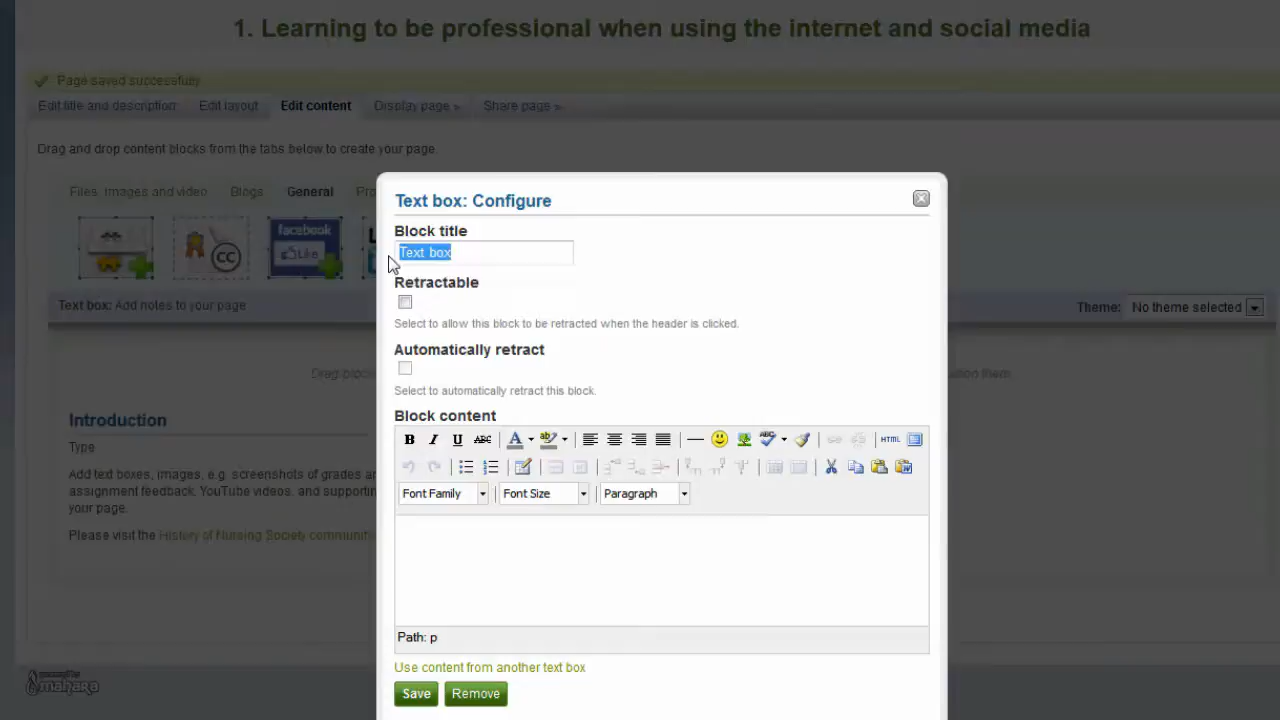 1. Learning to be professional when using the internet and social media
Page saved successfully
Edit title and description Edit layout Edit content Display page » Share page »
Drag and drop content blocks from the tabs below to create your page.
Files, images and video Blogs General
facebook
Like
CC
Text box: Add notes to your page
Theme: No theme selected
Introduction
Type
Add text boxes, images, e.g. screenshots of grades
assignment feedback, YouTube videos, and
your page.
Please visit the History of Nursing Society
mahara
Text box: Configure
Block title
Text box
Retractable
Select to allow this block to be retracted when the header is clicked.
Automatically retract
Select to automatically retract this block.
Block content
B I U ABC A ab HTML
Font Family Font Size Paragraph
Path: p
Use content from another text box
Save Remove